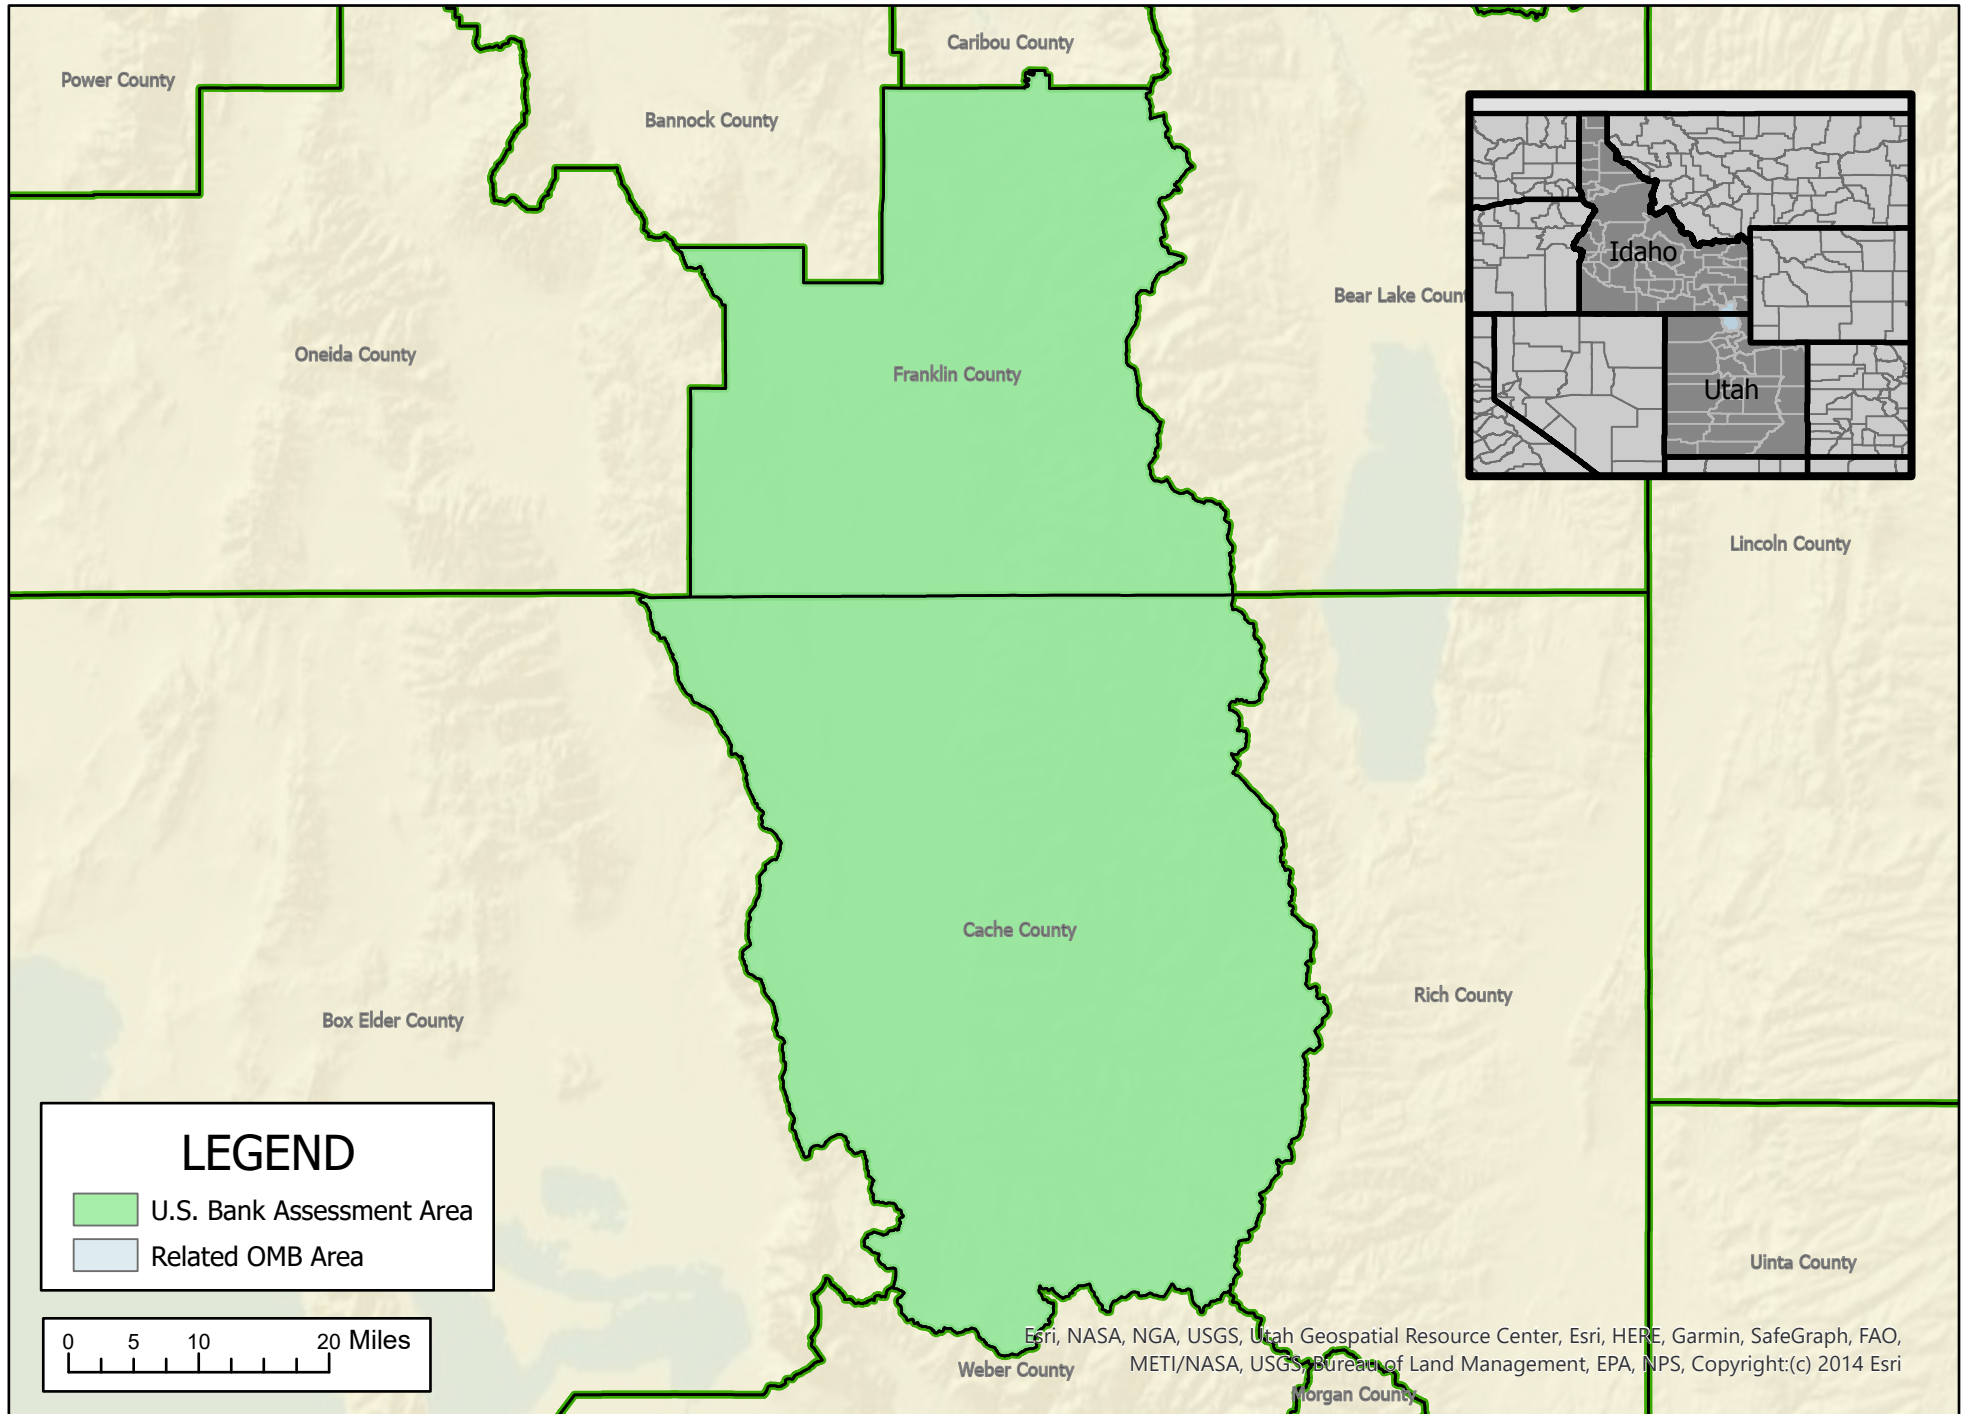 Caribou County
Power County
Bannock County
Idaho
Bear Lake Count
Oneida County
Franklin County
Utah
Lincoln County
Cache County
Rich County
Box Elder County
LEGEND
U.S. Bank Assessment Area
Related OMB Area
Uinta County
0 5 10 20 Miles
Esri, NASA, NGA, USGS, Utah Geospatial Resource Center, Esri, HERE, Garmin, SafeGraph, FAO,
METI/NASA, USGS, Bureau of Land Management, EPA, NPS, Copyright:(c) 2014 Esri
Weber County
Morgan County